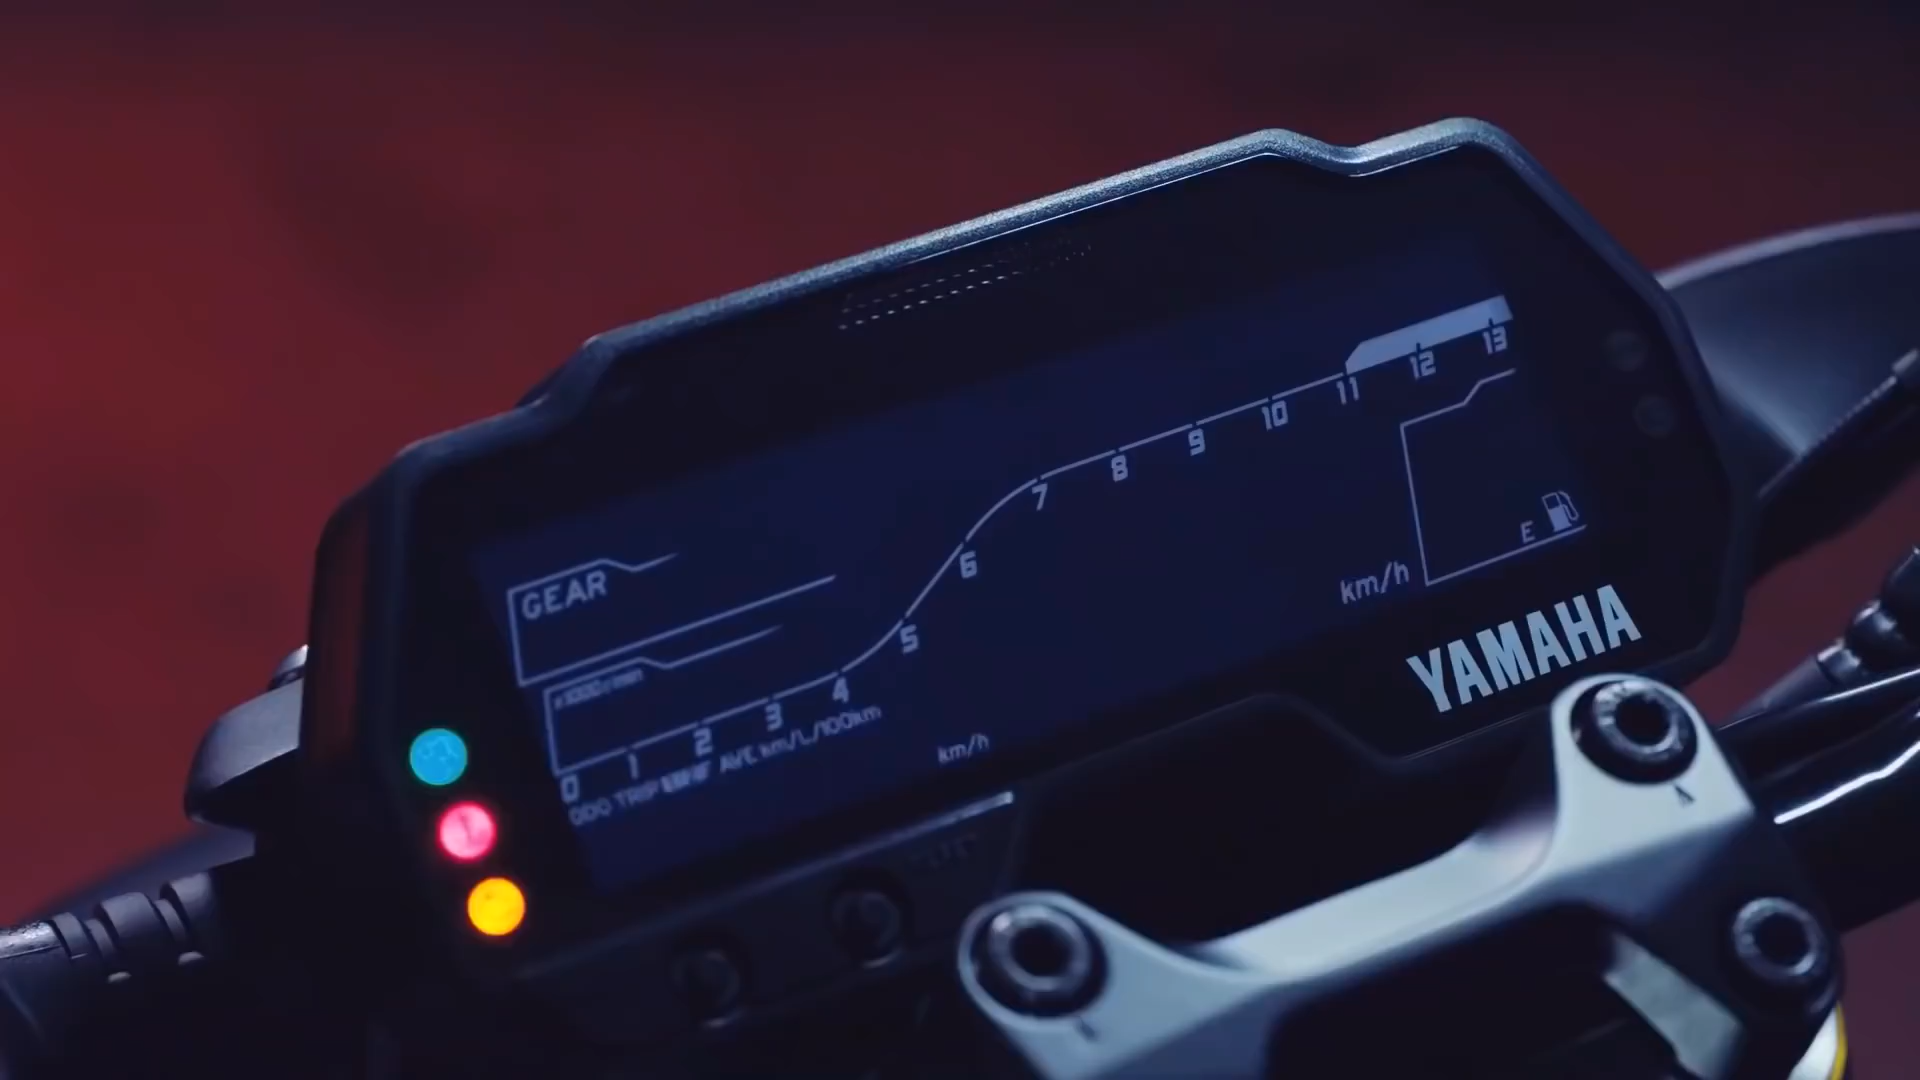 GEAR
x1000r/min
0 1 2 3 4 5 6 7 8 9 10 11 12 13
ODO TRIP
AVE km/L/100km
km/h
km/h
E
YAMAHA